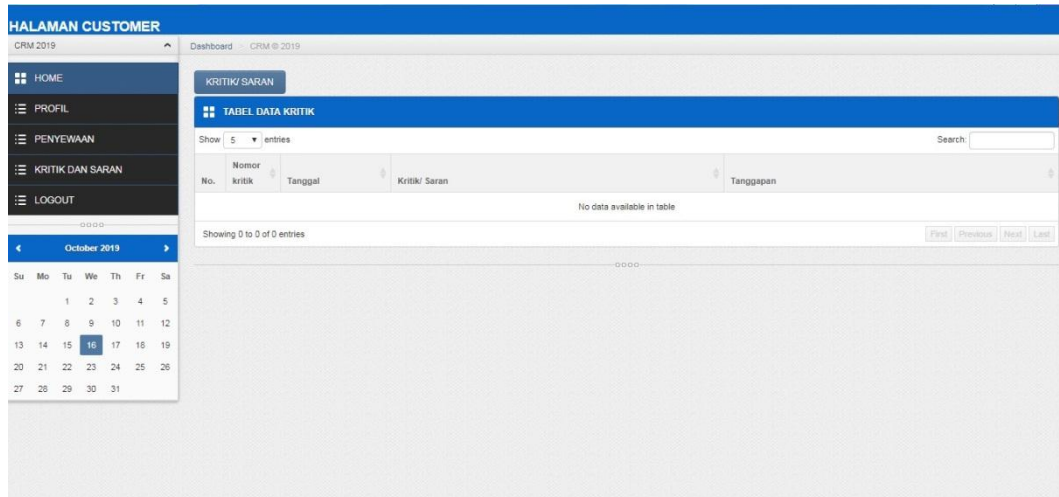 HALAMAN CUSTOMER
CRM 2019
Dashboard CRM © 2019
HOME
PROFIL
PENYEWAAN
KRITIK DAN SARAN
LOGOUT
October 2019
Su Mo Tu We Th Fr Sa
1 2 3 4 5
6 7 8 9 10 11 12
13 14 15 16 17 18 19
20 21 22 23 24 25 26
27 28 29 30 31
KRITIK/ SARAN
TABEL DATA KRITIK
Show 5 entries Search:
No. Nomor kritik Tanggal Kritik/ Saran Tanggapan
No data available in table
Showing 0 to 0 of 0 entries First Previous Next Last